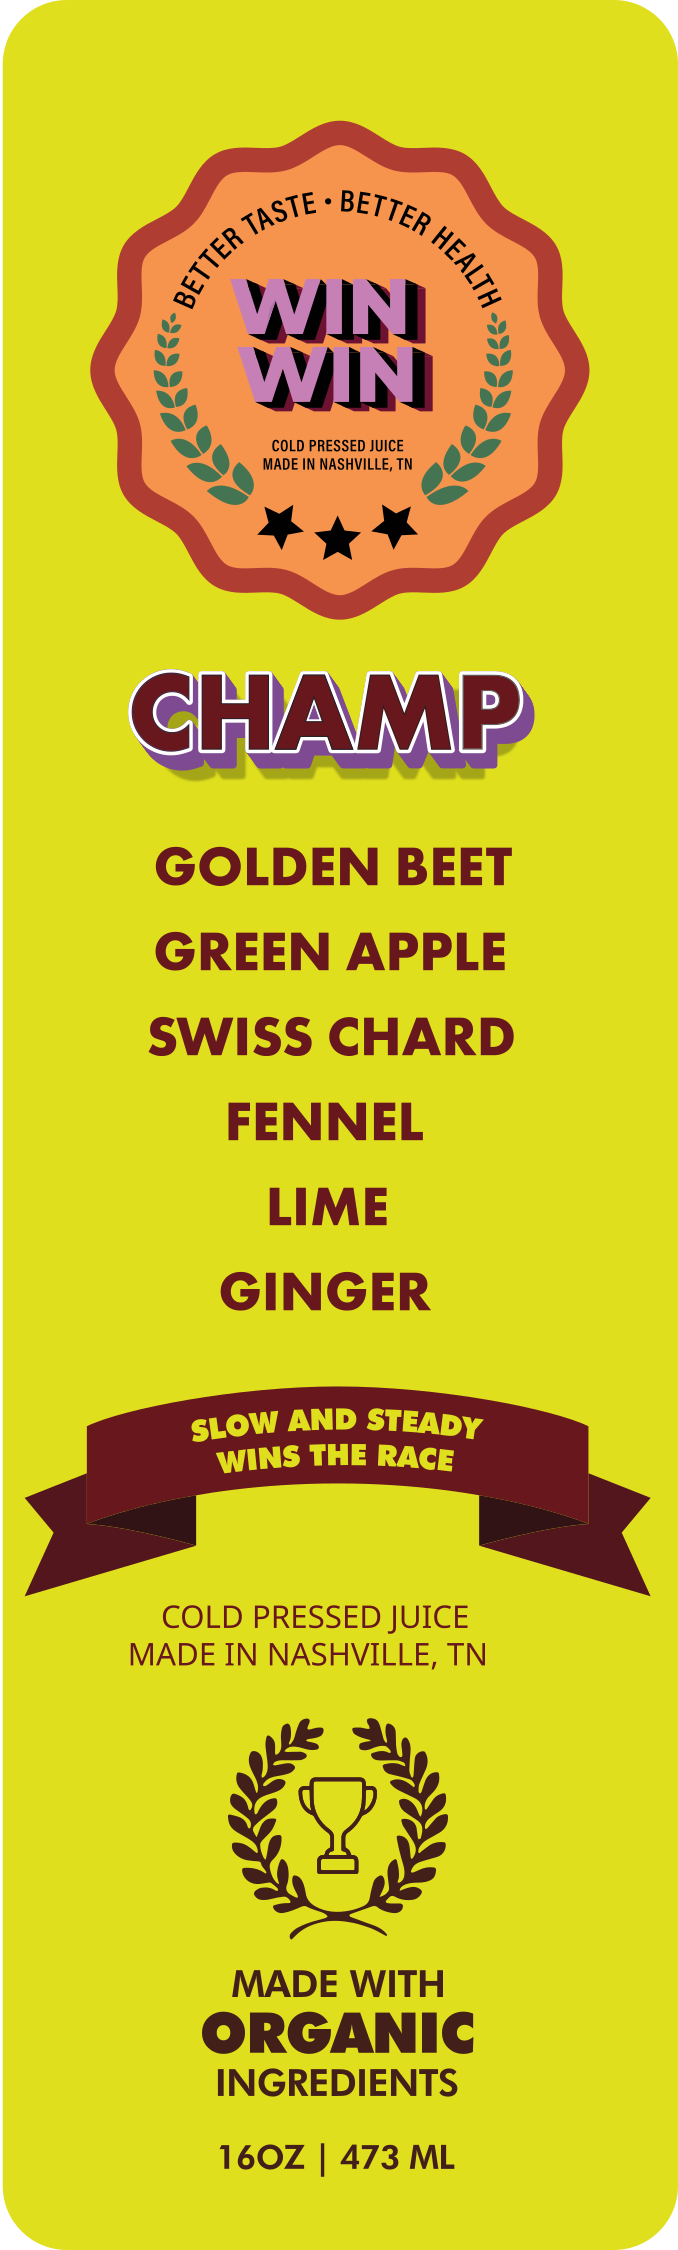 BETTER TASTE • BETTER HEALTH
WIN
WIN
COLD PRESSED JUICE
MADE IN NASHVILLE, TN
CHAMP
GOLDEN BEET
GREEN APPLE
SWISS CHARD
FENNEL
LIME
GINGER
SLOW AND STEADY
WINS THE RACE
COLD PRESSED JUICE
MADE IN NASHVILLE, TN
MADE WITH
ORGANIC
INGREDIENTS
16OZ | 473 ML